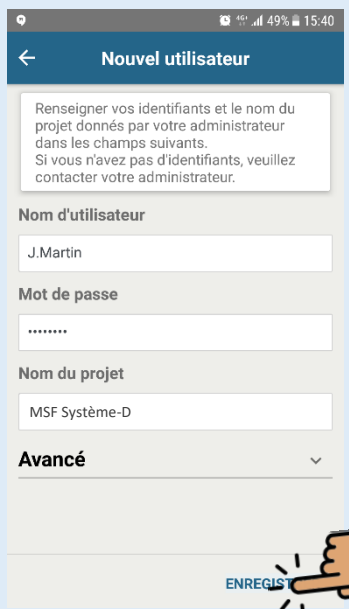 4G+ 49% 15:40
Nouvel utilisateur
Renseigner vos identifiants et le nom du
projet donnés par votre administrateur
dans les champs suivants.
Si vous n'avez pas d'identifiants, veuillez
contacter votre administrateur.
Nom d'utilisateur
J.Martin
Mot de passe
••••••••
Nom du projet
MSF Système-D
Avancé